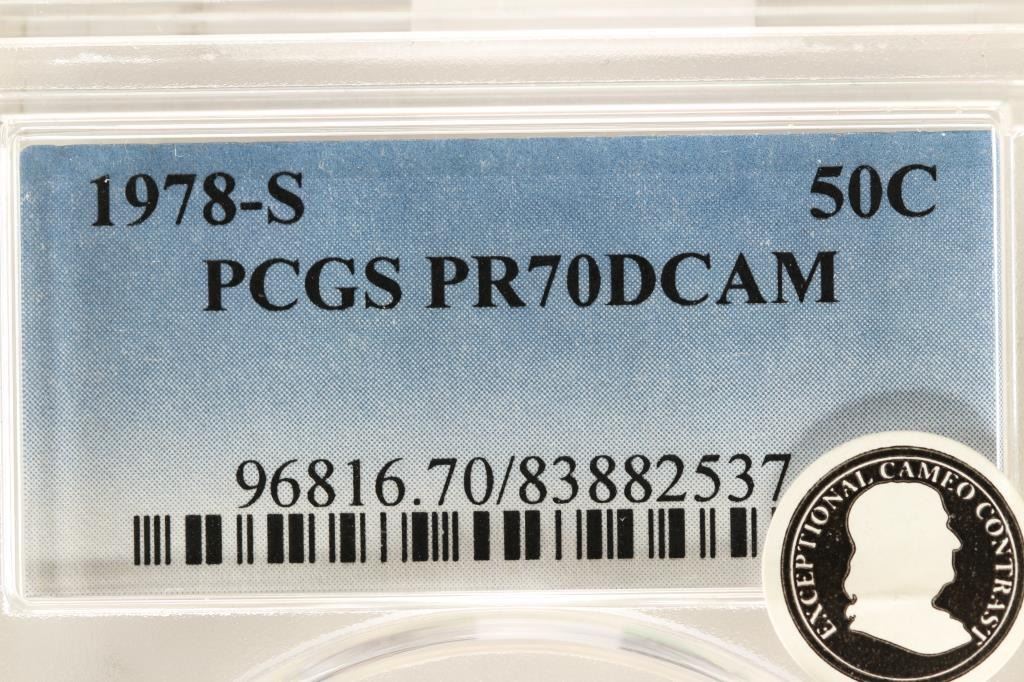 1978-S 50C
PCGS PR70DCAM
96816.70/83882537
EXCEPTIONAL CAMEO CONTRAST